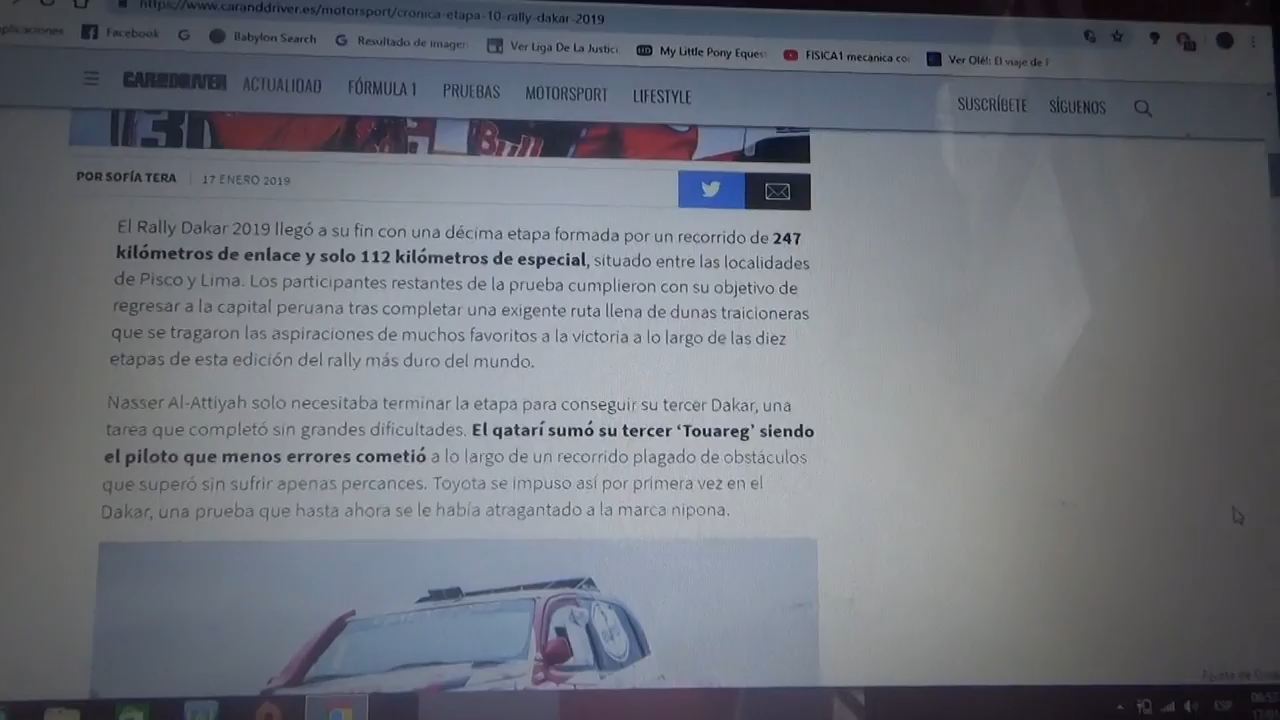 https://www.caranddriver.es/motorsport/cronica-etapa-10-rally-dakar-2019
Facebook
Babylon Search
Resultado de imagen
Ver Liga De La Justici
My Little Pony Eques
FISICA1 mecanica co
Ver Olé!: El viaje de F
CAR AND DRIVER
ACTUALIDAD
FÓRMULA 1
PRUEBAS
MOTORSPORT
LIFESTYLE
SUSCRÍBETE
SÍGUENOS
Bull
POR SOFÍA TERA
17 ENERO 2019
El Rally Dakar 2019 llegó a su fin con una décima etapa formada por un recorrido de 247
kilómetros de enlace y solo 112 kilómetros de especial, situado entre las localidades
de Pisco y Lima. Los participantes restantes de la prueba cumplieron con su objetivo de
regresar a la capital peruana tras completar una exigente ruta llena de dunas traicioneras
que se tragaron las aspiraciones de muchos favoritos a la victoria a lo largo de las diez
etapas de esta edición del rally más duro del mundo.
Nasser Al-Attiyah solo necesitaba terminar la etapa para conseguir su tercer Dakar, una
tarea que completó sin grandes dificultades. El qatarí sumó su tercer ‘Touareg’ siendo
el piloto que menos errores cometió a lo largo de un recorrido plagado de obstáculos
que superó sin sufrir apenas percances. Toyota se impuso así por primera vez en el
Dakar, una prueba que hasta ahora se le había atragantado a la marca nipona.
ESP